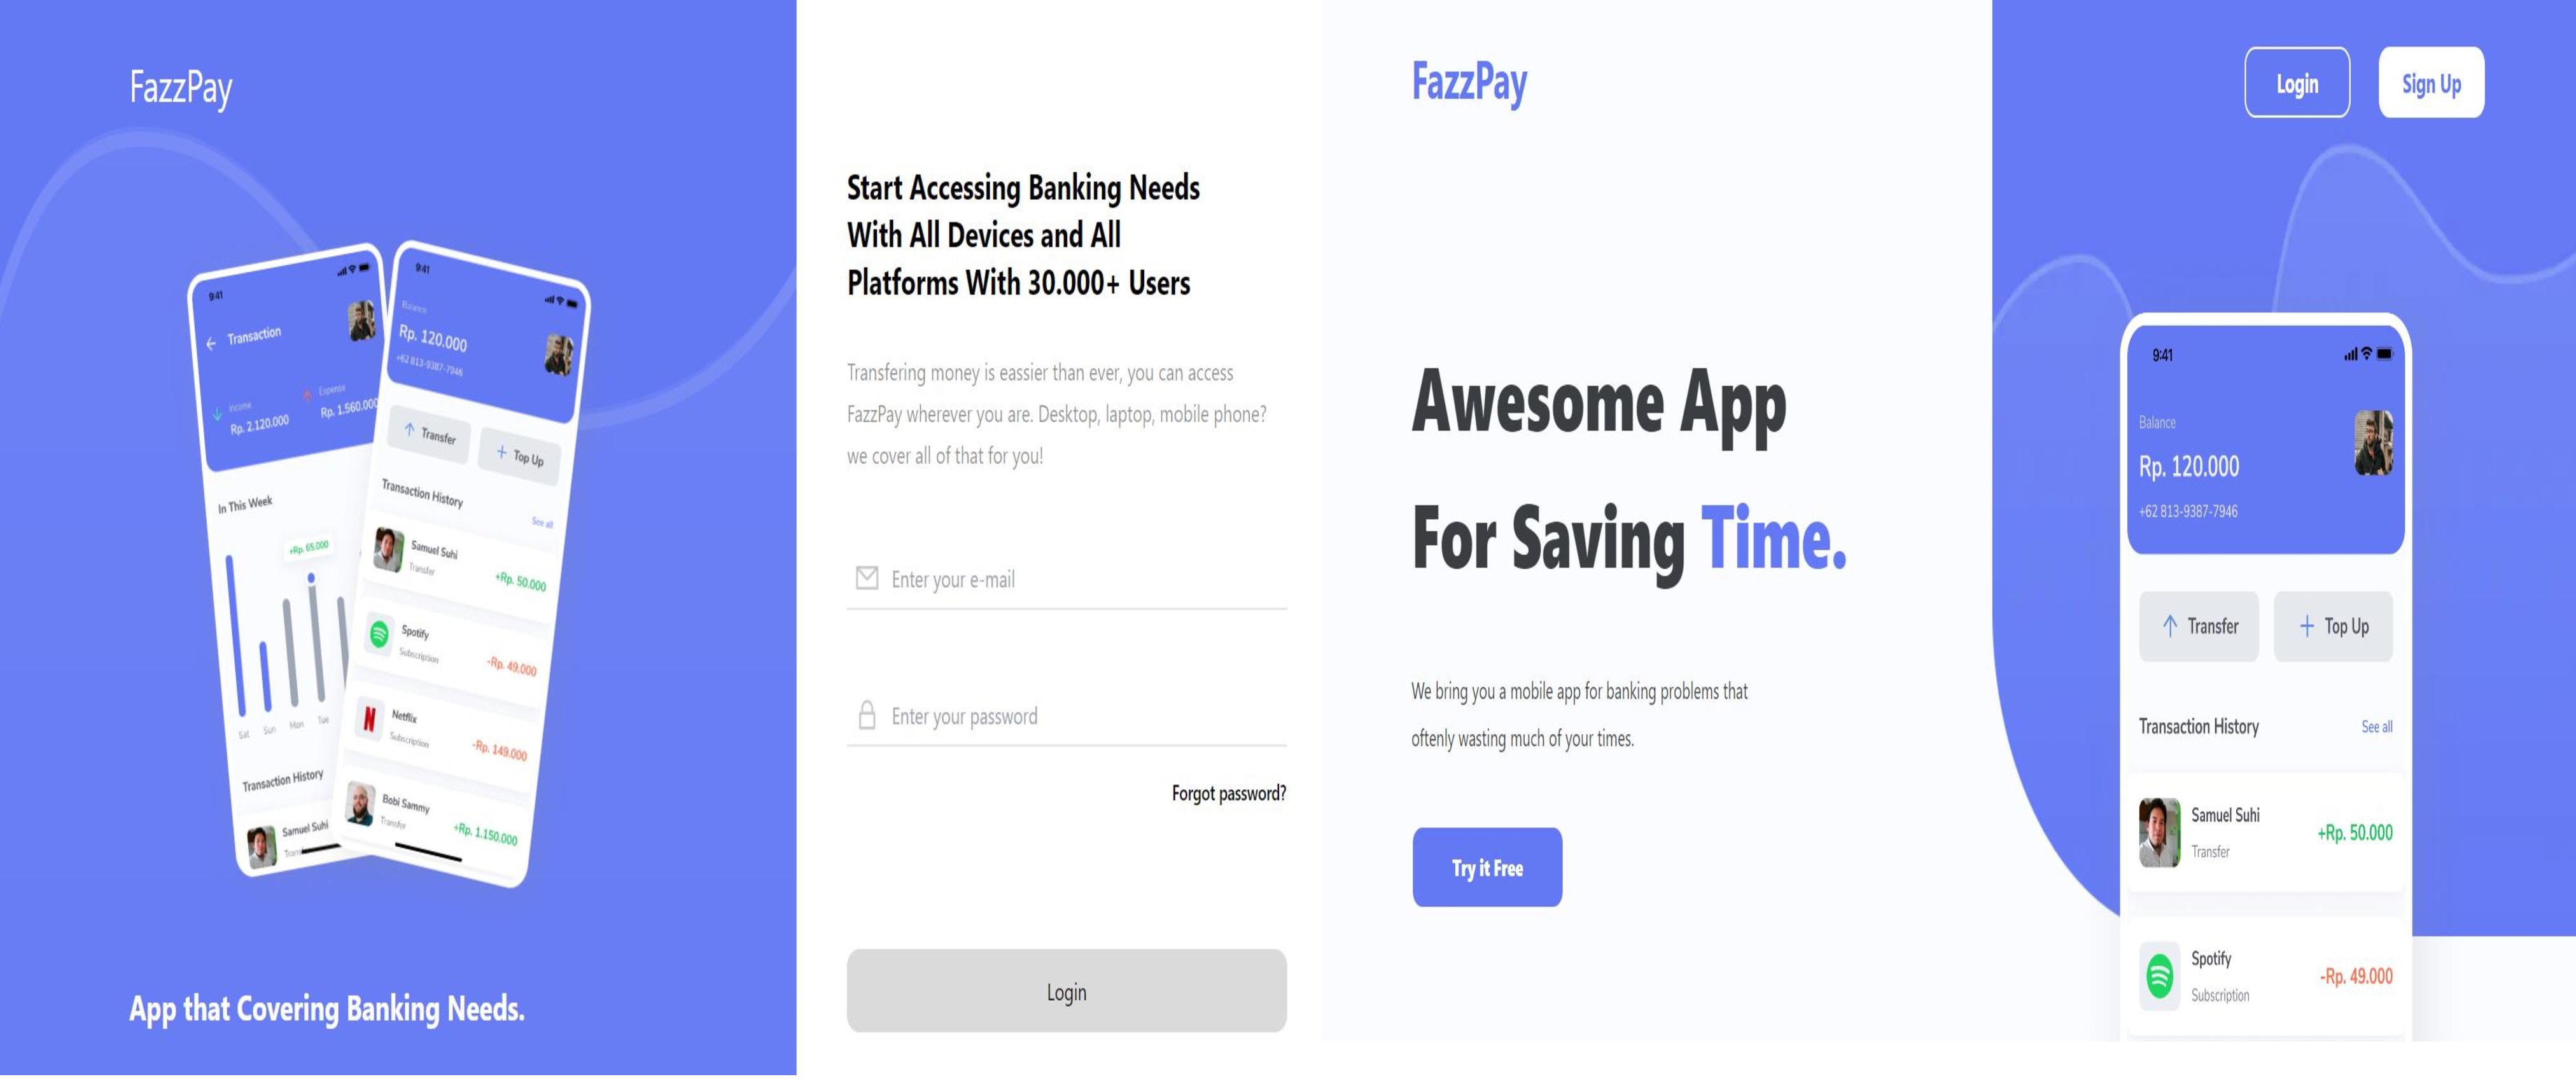 FazzPay
9:41
Transaction
Income
Rp. 2.120.000
Expense
Rp. 1.560.000
In This Week
+Rp. 65.000
Sat
Sun
Mon
Tue
Transaction History
Samuel Suhi
9:41
Balance
Rp. 120.000
+62 813-9387-7946
Transfer
Top Up
Transaction History
See all
Samuel Suhi
Transfer
+Rp. 50.000
Spotify
Subscription
-Rp. 49.000
Netflix
Subscription
-Rp. 149.000
Bobi Sammy
Transfer
+Rp. 1.150.000
App that Covering Banking Needs.
Start Accessing Banking Needs
With All Devices and All
Platforms With 30.000+ Users
Transfering money is eassier than ever, you can access
FazzPay wherever you are. Desktop, laptop, mobile phone?
we cover all of that for you!
Enter your e-mail
Enter your password
Forgot password?
Login
FazzPay
Login
Sign Up
Awesome App
For Saving Time.
We bring you a mobile app for banking problems that
oftenly wasting much of your times.
Try it Free
9:41
Balance
Rp. 120.000
+62 813-9387-7946
Transfer
Top Up
Transaction History
See all
Samuel Suhi
Transfer
+Rp. 50.000
Spotify
Subscription
-Rp. 49.000